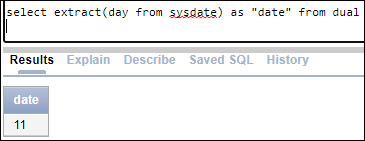 select extract(day from sysdate) as "date" from dual
Results Explain Describe Saved SQL History
date
11